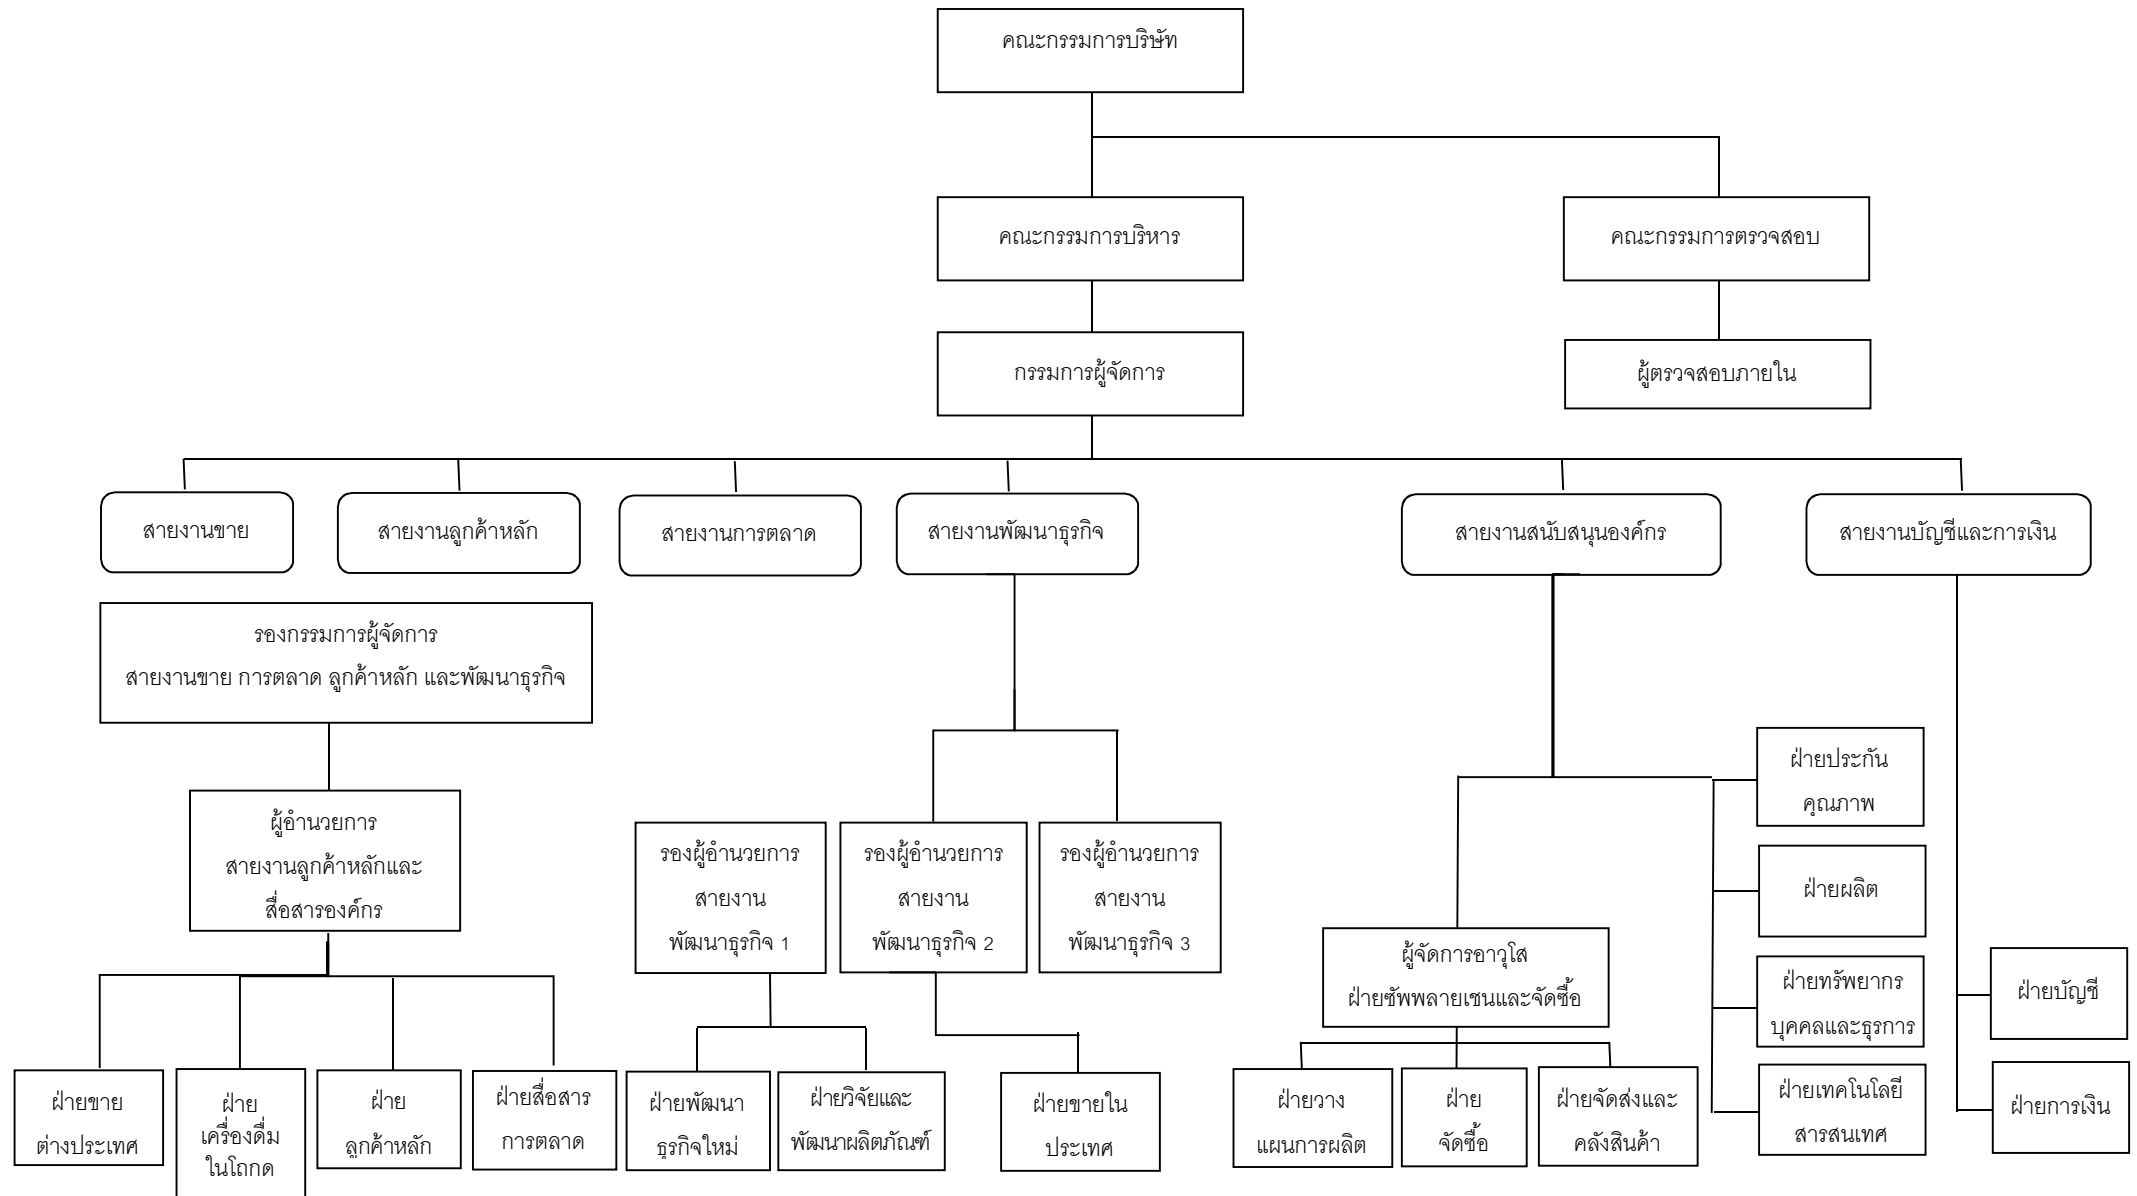 คณะกรรมการบริษัท
คณะกรรมการบริหาร
คณะกรรมการตรวจสอบ
กรรมการผู้จัดการ
ผู้ตรวจสอบภายใน
สายงานขาย
สายงานลูกค้าหลัก
สายงานการตลาด
สายงานพัฒนาธุรกิจ
สายงานสนับสนุนองค์กร
สายงานบัญชีและการเงิน
รองกรรมการผู้จัดการ
สายงานขาย การตลาด ลูกค้าหลัก และพัฒนาธุรกิจ
ผู้อำนวยการ
สายงานลูกค้าหลักและ
สื่อสารองค์กร
รองผู้อำนวยการ
สายงาน
พัฒนาธุรกิจ 1
รองผู้อำนวยการ
สายงาน
พัฒนาธุรกิจ 2
รองผู้อำนวยการ
สายงาน
พัฒนาธุรกิจ 3
ผู้จัดการอาวุโส
ฝ่ายซัพพลายเชนและจัดซื้อ
ฝ่ายประกัน
คุณภาพ
ฝ่ายผลิต
ฝ่ายทรัพยากร
บุคคลและธุรการ
ฝ่ายเทคโนโลยี
สารสนเทศ
ฝ่ายบัญชี
ฝ่ายการเงิน
ฝ่ายขาย
ต่างประเทศ
ฝ่าย
เครื่องดื่ม
ในโถกด
ฝ่าย
ลูกค้าหลัก
ฝ่ายสื่อสาร
การตลาด
ฝ่ายพัฒนา
ธุรกิจใหม่
ฝ่ายวิจัยและ
พัฒนาผลิตภัณฑ์
ฝ่ายขายใน
ประเทศ
ฝ่ายวาง
แผนการผลิต
ฝ่าย
จัดซื้อ
ฝ่ายจัดส่งและ
คลังสินค้า